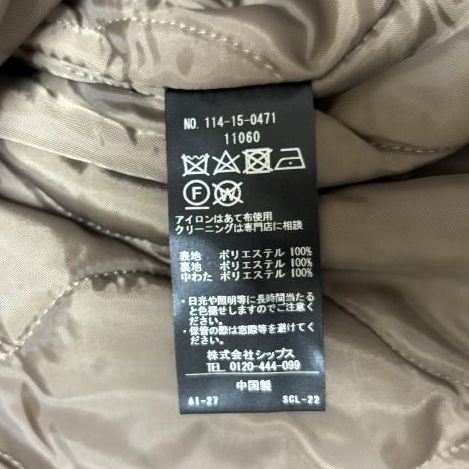 NO. 114-15-0471
11060
F W
アイロンはあて布使用
クリーニングは専門店に相談
表地 ポリエステル 100%
裏地 ポリエステル 100%
中わた ポリエステル 100%
・日光や照明等に長時間当たる
と色褪せしますのでご注意
ください。
・保管の際は窓際等を避けてく
ださい。
株式会社シップス
TEL 0120-444-099
中国製
AI-27 SCL-22